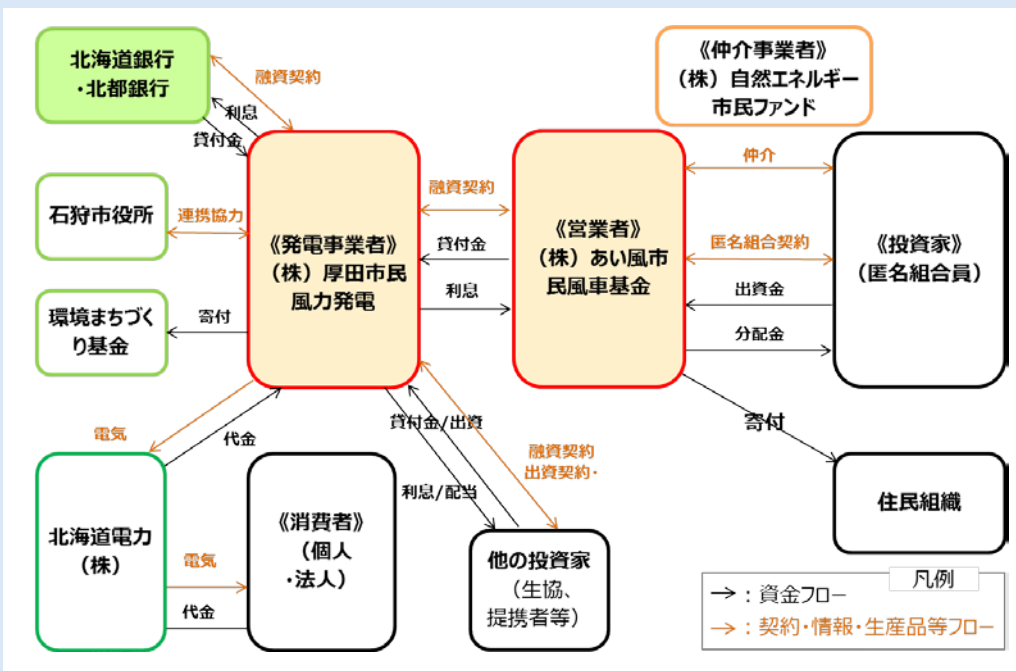 北海道銀行
・北都銀行
融資契約
利息
貸付金
《仲介事業者》
(株)自然エネルギー
市民ファンド
石狩市役所
連携協力
環境まちづく
り基金
寄付
《発電事業者》
(株)厚田市民
風力発電
融資契約
貸付金
利息
《営業者》
(株)あい風市
民風車基金
仲介
匿名組合契約
出資金
分配金
《投資家》
(匿名組合員)
寄付
住民組織
電気
代金
貸付金/出資
利息/配当
融資契約
出資契約・
北海道電力
(株)
電気
代金
《消費者》
(個人
・法人)
他の投資家
(生協、
提携者等)
凡例
→:資金フロー
→:契約・情報・生産品等フロー